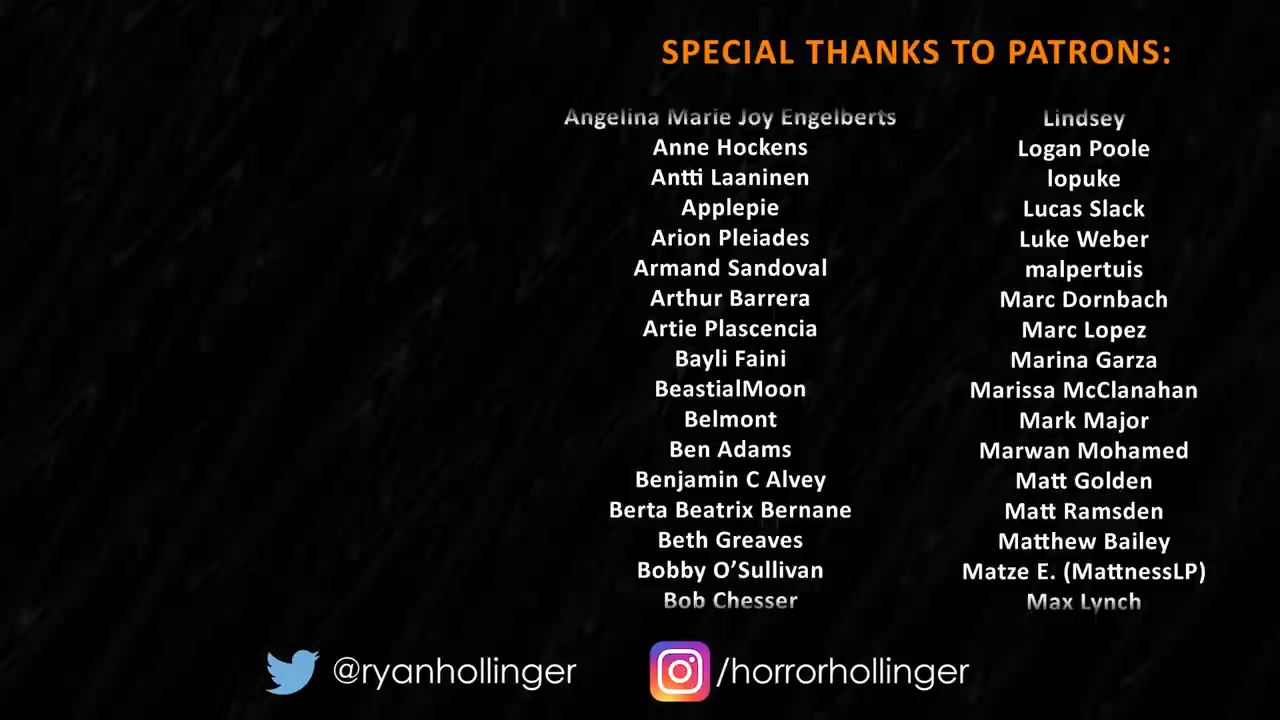 SPECIAL THANKS TO PATRONS:
Angelina Marie Joy Engelberts
Anne Hockens
Antti Laaninen
Applepie
Arion Pleiades
Armand Sandoval
Arthur Barrera
Artie Plascencia
Bayli Faini
BeastialMoon
Belmont
Ben Adams
Benjamin C Alvey
Berta Beatrix Bernane
Beth Greaves
Bobby O’Sullivan
Bob Chesser
Lindsey
Logan Poole
lopuke
Lucas Slack
Luke Weber
malpertuis
Marc Dornbach
Marc Lopez
Marina Garza
Marissa McClanahan
Mark Major
Marwan Mohamed
Matt Golden
Matt Ramsden
Matthew Bailey
Matze E. (MattnessLP)
Max Lynch
@ryanhollinger
/horrorhollinger